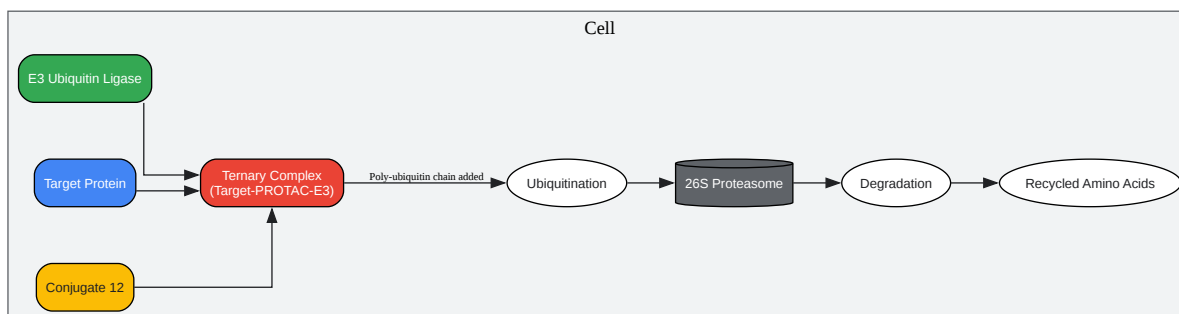 Cell
E3 Ubiquitin Ligase
Target Protein
Ternary Complex
(Target-PROTAC-E3)
Poly-ubiquitin chain added
Ubiquitination
26S Proteasome
Degradation
Recycled Amino Acids
Conjugate 12